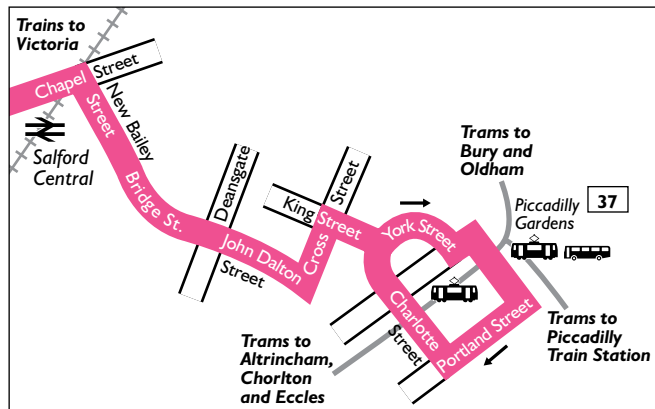 Trains to
Victoria
Chapel
Street
Street
New Bailey
Salford
Central
Bridge St.
Deansgate
Street
John Dalton
King
Street
Street
Cross
York Street
Trams to
Bury and
Oldham
Piccadilly
Gardens
37
Charlotte
Street
Portland Street
Trams to
Altrincham,
Chorlton
and Eccles
Trams to
Piccadilly
Train Station